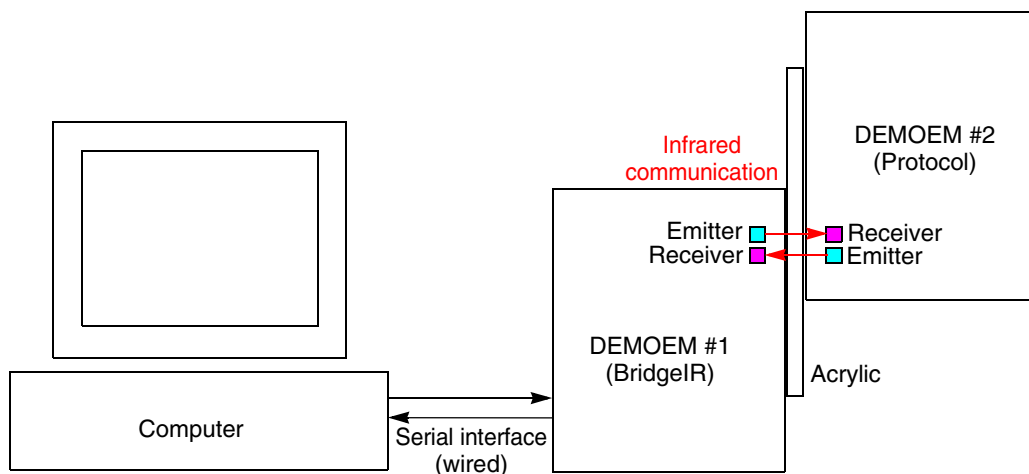 DEMOEM #2
(Protocol)
Infrared
communication
Emitter
Receiver
Receiver
Emitter
DEMOEM #1
(BridgeIR)
Acrylic
Computer
Serial interface
(wired)